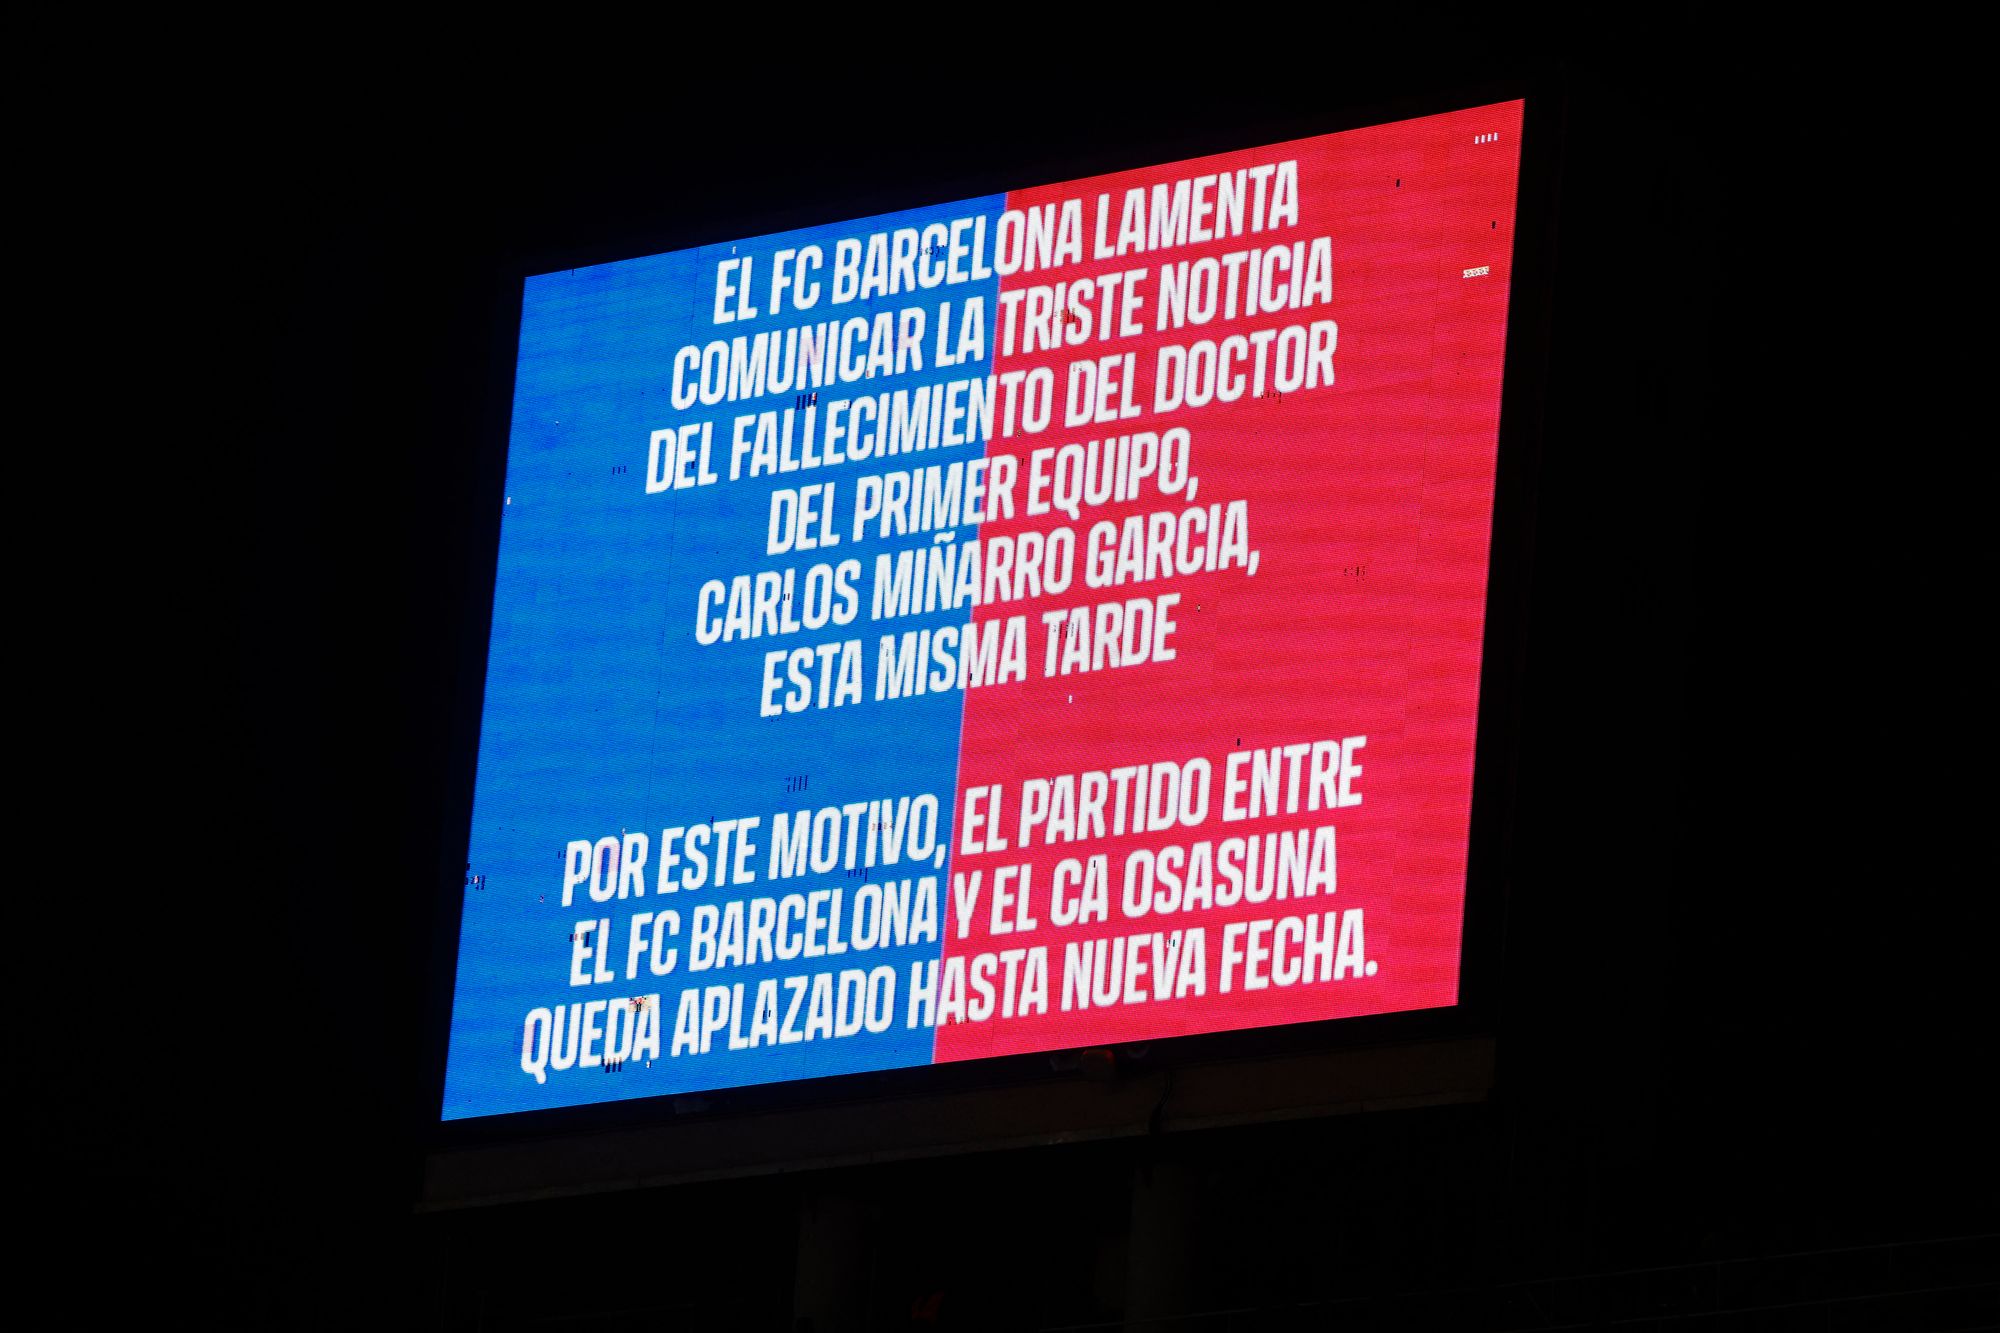 EL FC BARCELONA LAMENTA
COMUNICAR LA TRISTE NOTICIA
DEL FALLECIMIENTO DEL DOCTOR
DEL PRIMER EQUIPO,
CARLOS MIÑARRO GARCIA,
ESTA MISMA TARDE
POR ESTE MOTIVO, EL PARTIDO ENTRE
EL FC BARCELONA Y EL CA OSASUNA
QUEDA APLAZADO HASTA NUEVA FECHA.